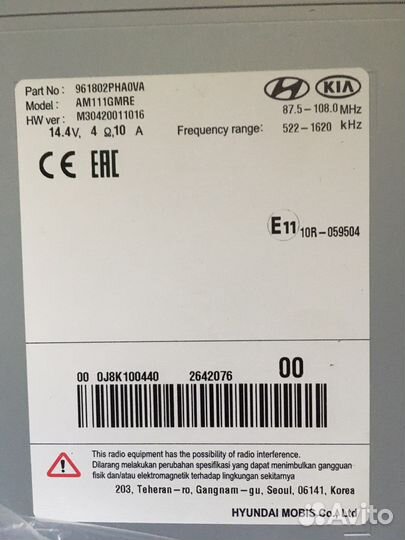 Part No : 961802PHA0VA
Model : AM111GMRE
HW ver : M30420011016
14.4V, 4 Ω,10 A
KIA
87.5-108.0 MHz
Frequency range: 522-1620 kHz
CE EAC
E11 10R-059504
00 0J8K100440 2642076 00
This radio equipment has the possibility of radio interference.
Dilarang melakukan perubahan spesifikasi yang dapat menimbulkan gangguan
fisik dan/atau elektromagnetik terhadap lingkungan sekitarnya
203, Teheran-ro, Gangnam-gu, Seoul, 06141, Korea
HYUNDAI MOBIS Co., Ltd
Avito